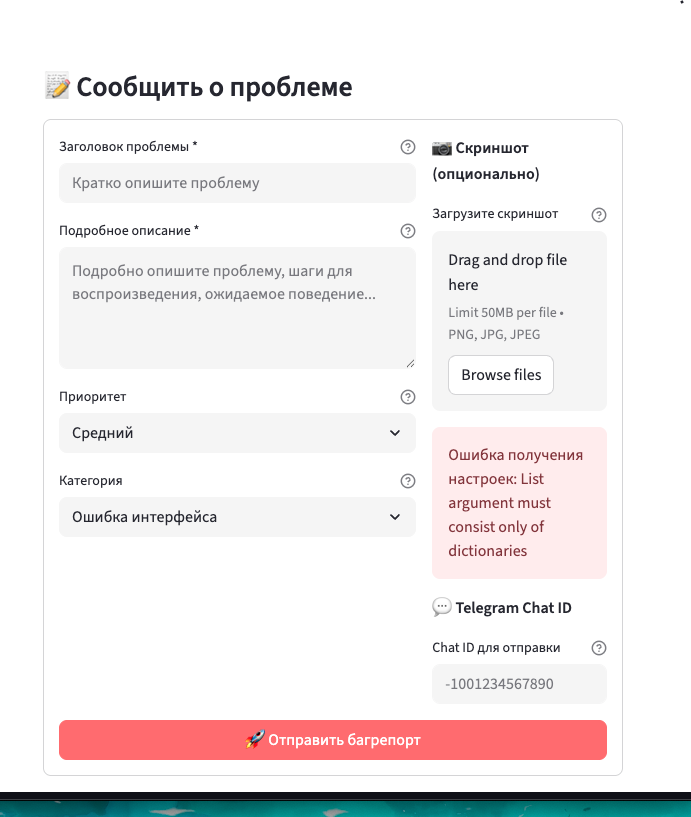 📝 Сообщить о проблеме
Заголовок проблемы *
Кратко опишите проблему
Подробное описание *
Подробно опишите проблему, шаги для
воспроизведения, ожидаемое поведение...
Приоритет
Средний
Категория
Ошибка интерфейса
📷 Скриншот
(опционально)
Загрузите скриншот
Drag and drop file
here
Limit 50MB per file •
PNG, JPG, JPEG
Browse files
Ошибка получения
настроек: List
argument must
consist only of
dictionaries
💬 Telegram Chat ID
Chat ID для отправки
-1001234567890
🚀 Отправить багрепорт